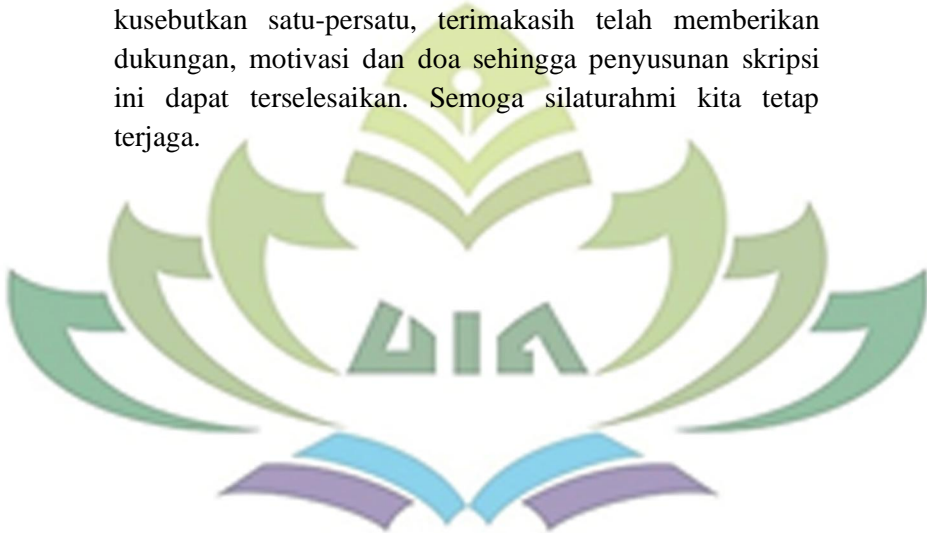 kusebutkan satu-persatu, terimakasih telah memberikan
dukungan, motivasi dan doa sehingga penyusunan skripsi
ini dapat terselesaikan. Semoga silaturahmi kita tetap
terjaga.
UIN